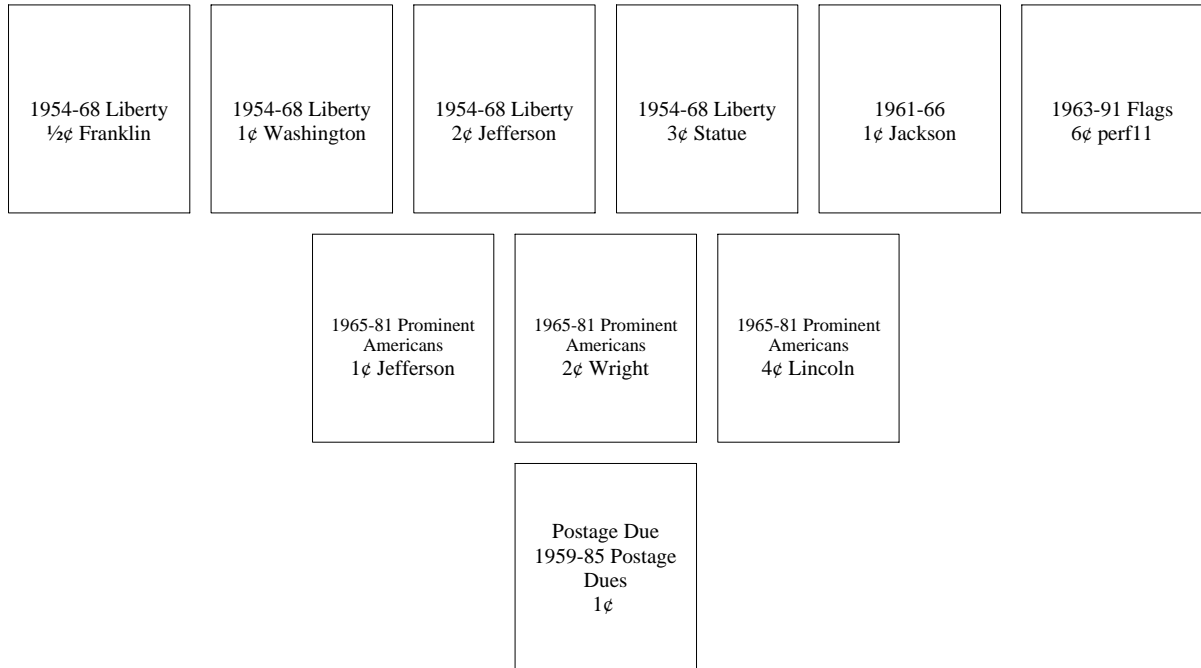 1954-68 Liberty
½¢ Franklin
1954-68 Liberty
1¢ Washington
1954-68 Liberty
2¢ Jefferson
1954-68 Liberty
3¢ Statue
1961-66
1¢ Jackson
1963-91 Flags
6¢ perf11
1965-81 Prominent
Americans
1¢ Jefferson
1965-81 Prominent
Americans
2¢ Wright
1965-81 Prominent
Americans
4¢ Lincoln
Postage Due
1959-85 Postage
Dues
1¢